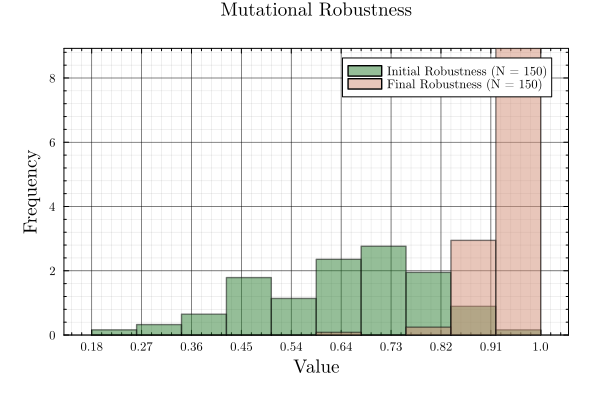 Mutational Robustness
Initial Robustness (N = 150)
Final Robustness (N = 150)
Frequency
8
6
4
2
0
0.18 0.27 0.36 0.45 0.54 0.64 0.73 0.82 0.91 1.0
Value